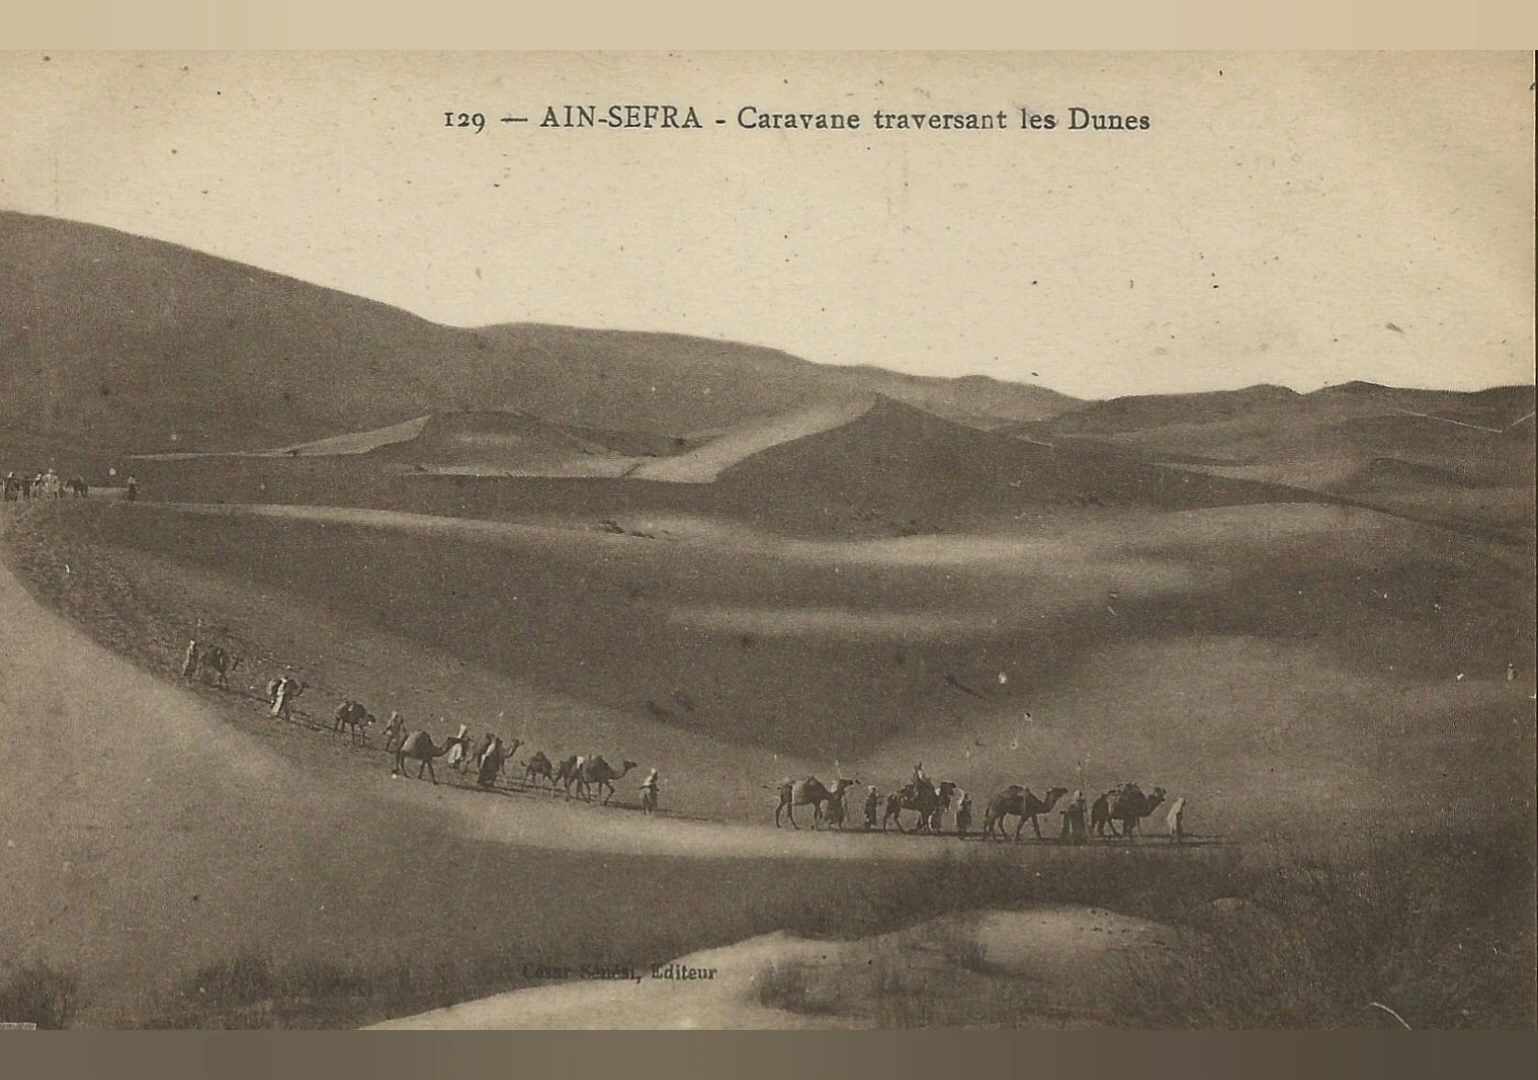 129 — AIN-SEFRA - Caravane traversant les Dunes
César Sénési, Editeur